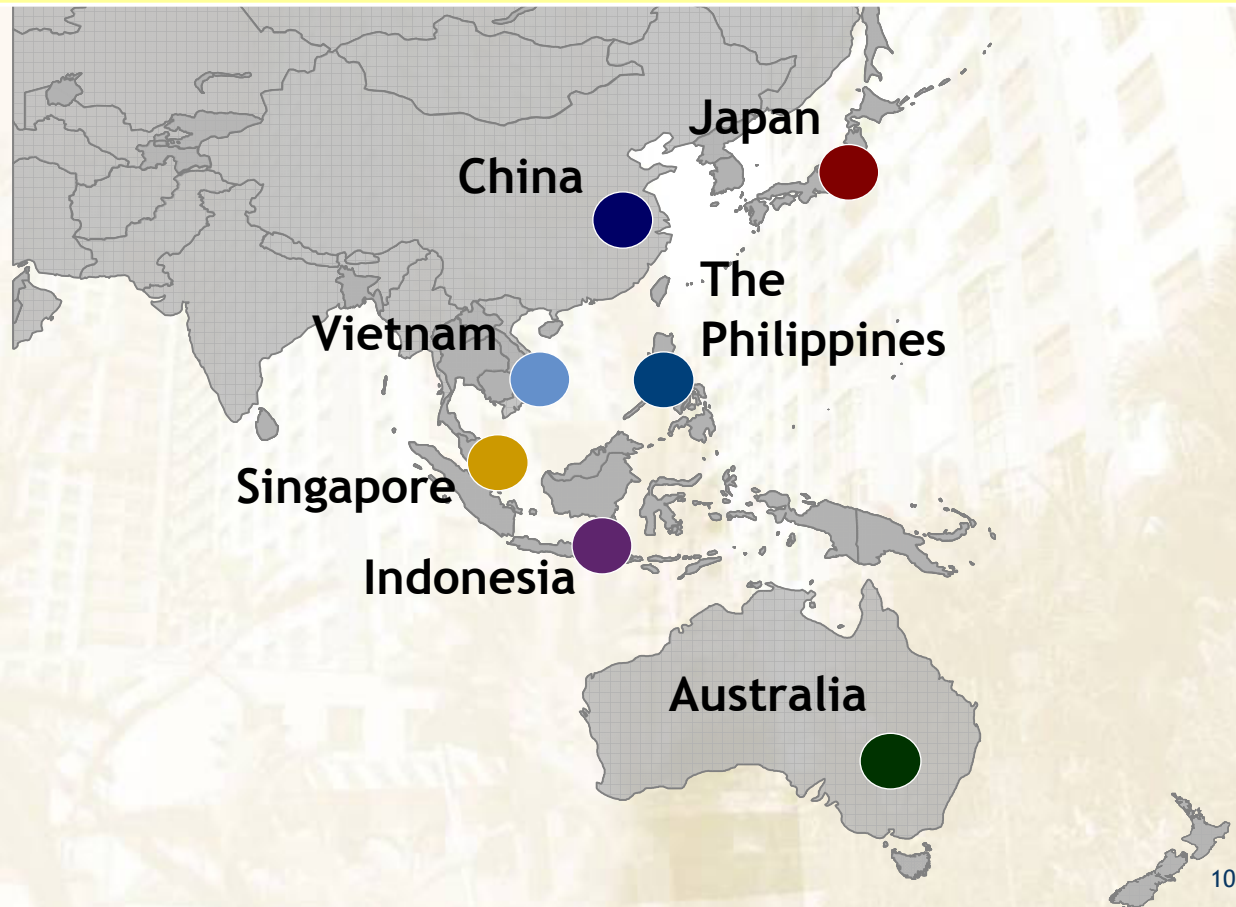 Japan
China
The
Philippines
Vietnam
Singapore
Indonesia
Australia
10